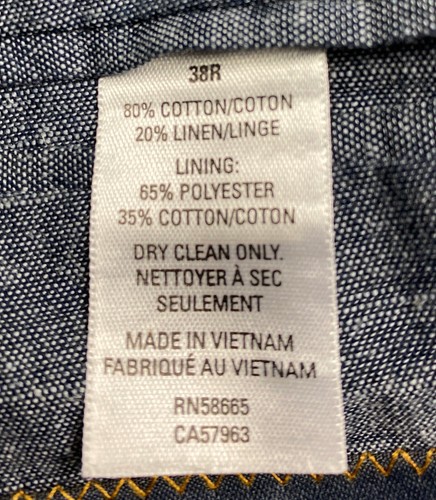 38R
80% COTTON/COTON
20% LINEN/LINGE
LINING:
65% POLYESTER
35% COTTON/COTON
DRY CLEAN ONLY.
NETTOYER À SEC
SEULEMENT
MADE IN VIETNAM
FABRIQUÉ AU VIETNAM
RN58665
CA57963